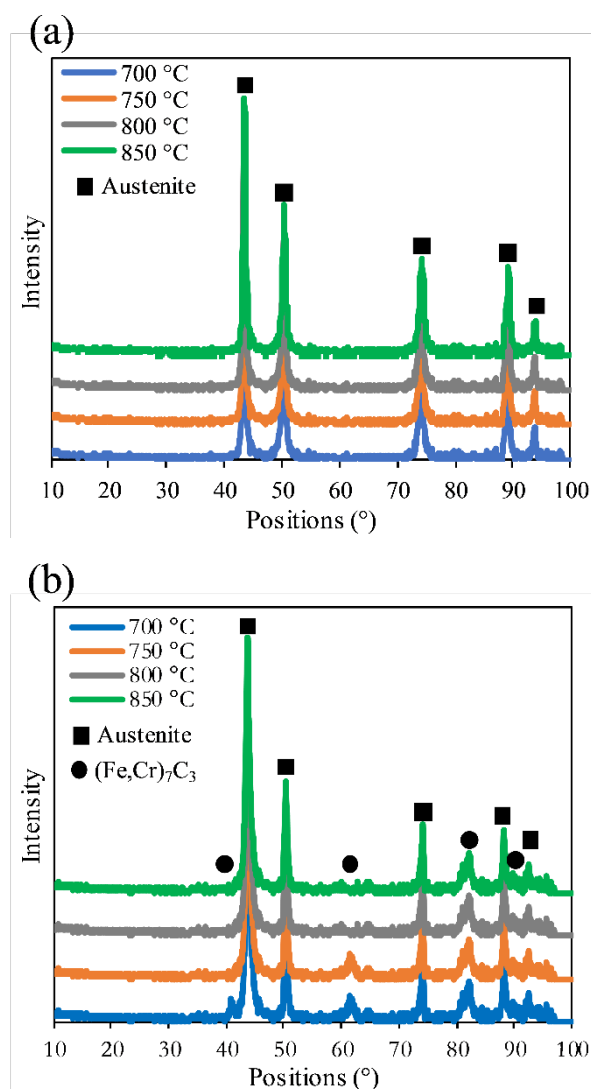 (a)
700 °C
750 °C
800 °C
850 °C
Austenite
Intensity
10 20 30 40 50 60 70 80 90 100
Positions (°)
(b)
700 °C
750 °C
800 °C
850 °C
Austenite
(Fe,Cr)₇C₃
Intensity
10 20 30 40 50 60 70 80 90 100
Positions (°)